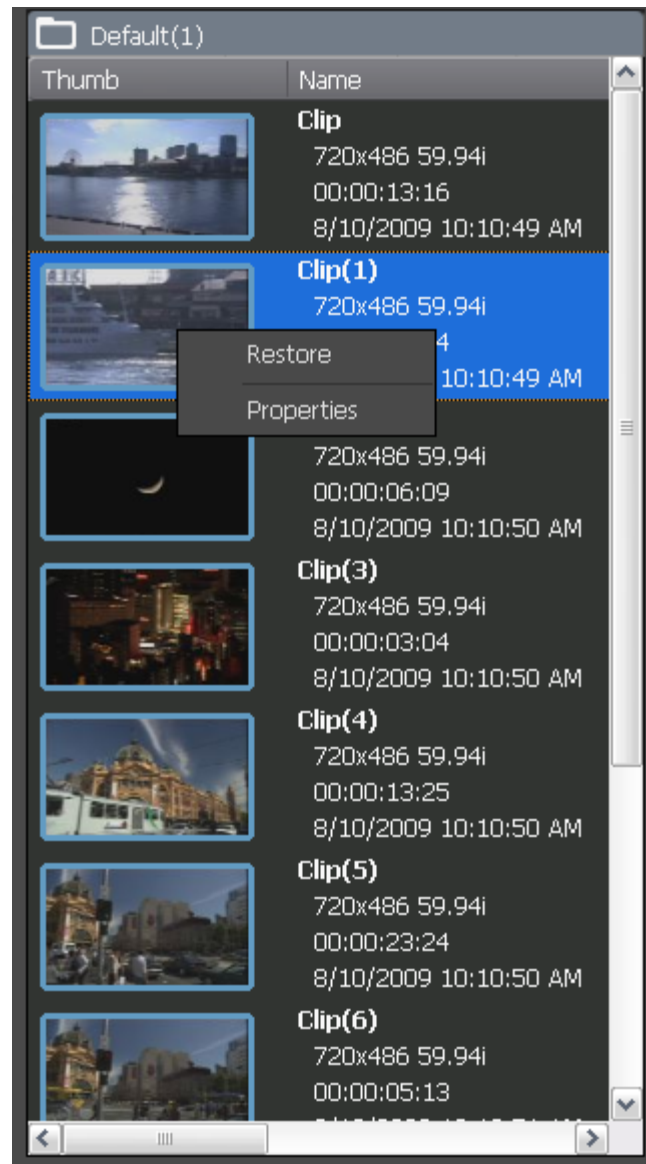 Default(1)
Thumb Name
Clip
720x486 59.94i
00:00:13:16
8/10/2009 10:10:49 AM
Clip(1)
720x486 59.94i
Restore
4
10:10:49 AM
Properties
720x486 59.94i
00:00:06:09
8/10/2009 10:10:50 AM
Clip(3)
720x486 59.94i
00:00:03:04
8/10/2009 10:10:50 AM
Clip(4)
720x486 59.94i
00:00:13:25
8/10/2009 10:10:50 AM
Clip(5)
720x486 59.94i
00:00:23:24
8/10/2009 10:10:50 AM
Clip(6)
720x486 59.94i
00:00:05:13